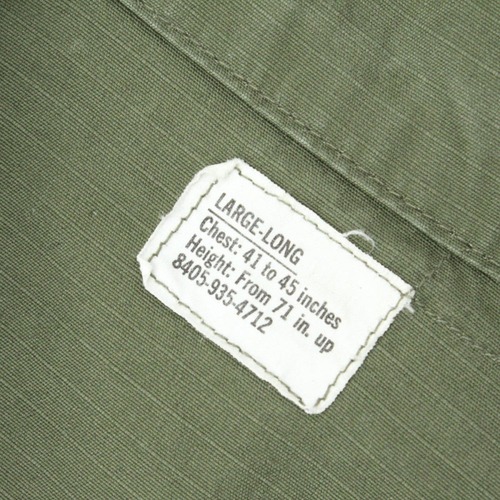 LARGE-LONG
Chest: 41 to 45 inches
Height: From 71 in. up
8405-935-4712